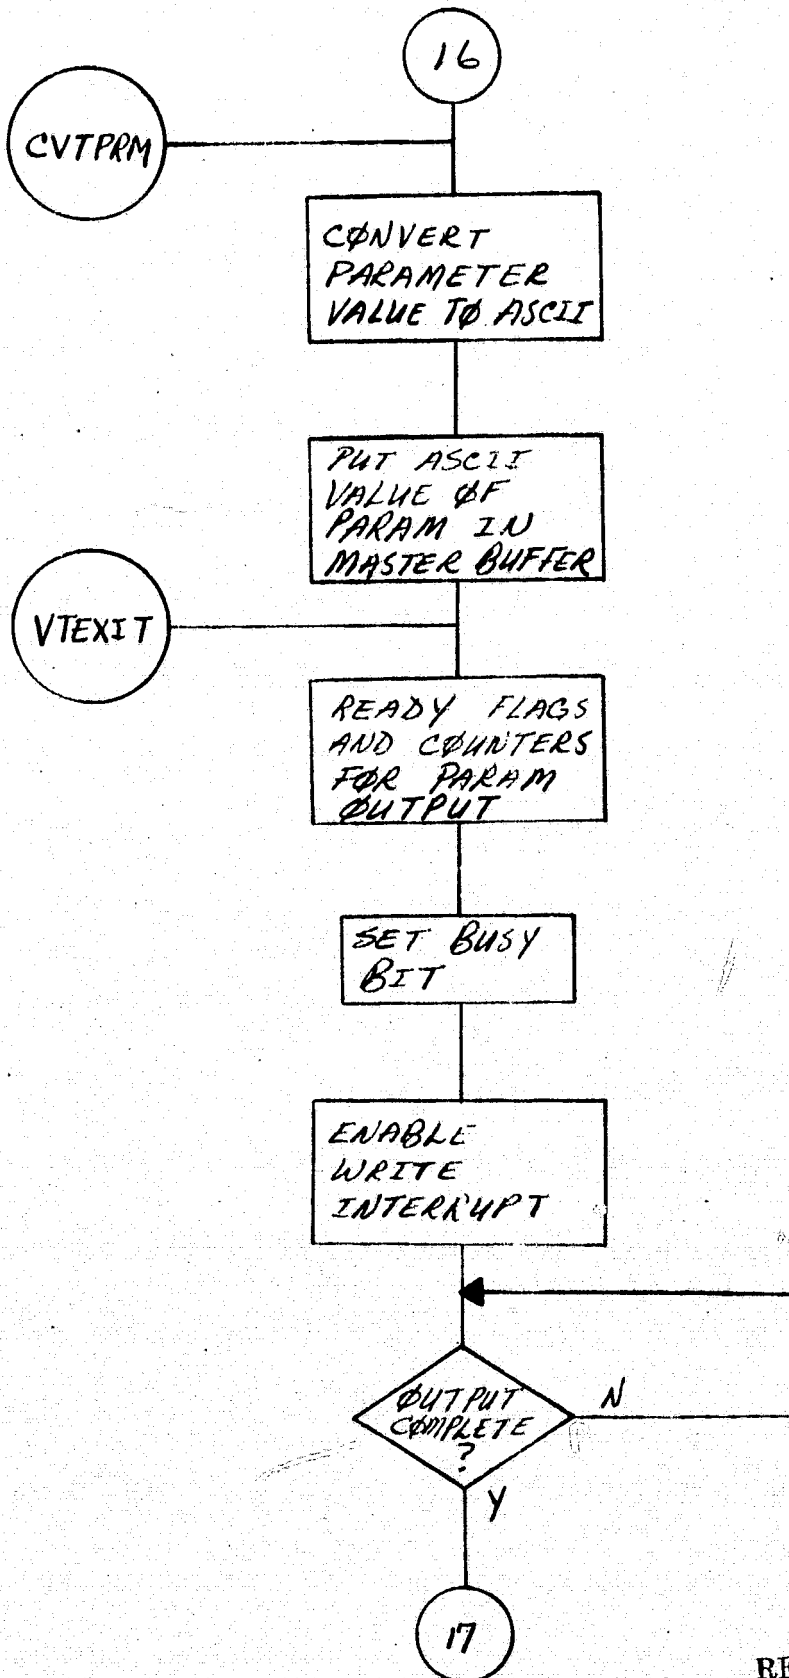 16
CVTPRM
CØNVERT
PARAMETER
VALUE TØ ASCII
PUT ASCII
VALUE ØF
PARAM IN
MASTER BUFFER
VTEXIT
READY FLAGS
AND CØUNTERS
FØR PARAM
ØUTPUT
SET BUSY
BIT
ENABLE
WRITE
INTERRUPT
ØUTPUT
CØMPLETE
?
N
Y
17